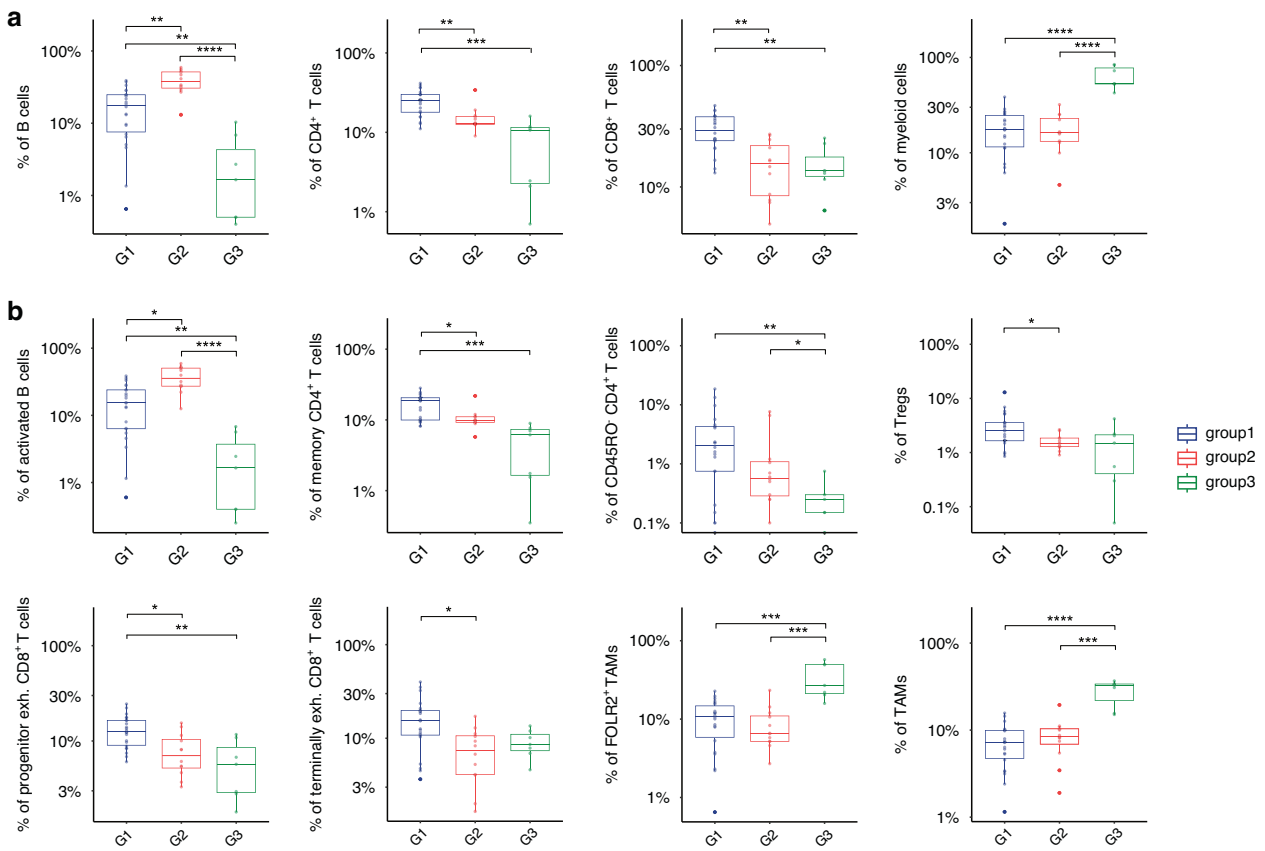 a
% of B cells
100%
10%
1%
**
**
****
G1 G2 G3
% of CD4+ T cells
100%
10%
1%
**
***
G1 G2 G3
% of CD8+ T cells
100%
30%
10%
**
**
G1 G2 G3
% of myeloid cells
100%
30%
10%
3%
****
****
G1 G2 G3
b
% of activated B cells
100%
10%
1%
*
**
****
G1 G2 G3
% of memory CD4+ T cells
100%
10%
1%
*
***
G1 G2 G3
% of CD45RO- CD4+ T cells
100%
10%
1%
0.1%
**
*
G1 G2 G3
% of Tregs
100%
10%
1%
0.1%
*
G1 G2 G3
group1
group2
group3
% of progenitor exh. CD8+ T cells
100%
30%
10%
3%
*
**
G1 G2 G3
% of terminally exh. CD8+ T cells
100%
30%
10%
3%
*
G1 G2 G3
% of FOLR2+ TAMs
100%
10%
1%
***
***
G1 G2 G3
% of TAMs
100%
10%
1%
****
***
G1 G2 G3